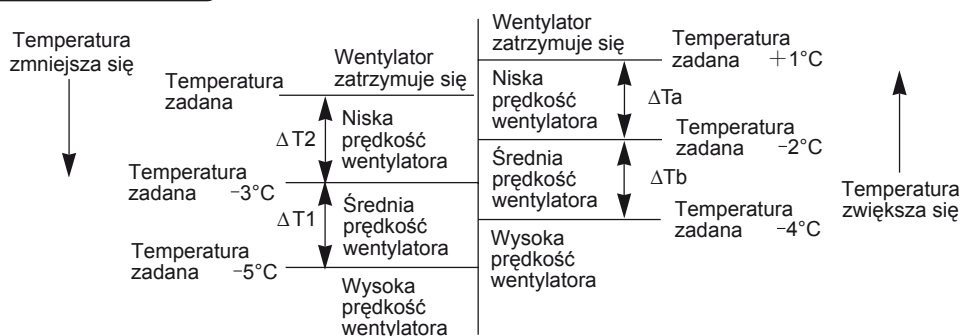 Temperatura
zmniejsza się
Temperatura
zadana
Wentylator
zatrzymuje się
ΔT2
Niska
prędkość
wentylatora
Temperatura
zadana −3°C
ΔT1
Średnia
prędkość
wentylatora
Temperatura
zadana −5°C
Wysoka
prędkość
wentylatora
Wentylator
zatrzymuje się
Temperatura
zadana +1°C
Niska
prędkość
wentylatora
ΔTa
Temperatura
zadana −2°C
Średnia
prędkość
wentylatora
ΔTb
Temperatura
zadana −4°C
Wysoka
prędkość
wentylatora
Temperatura
zwiększa się